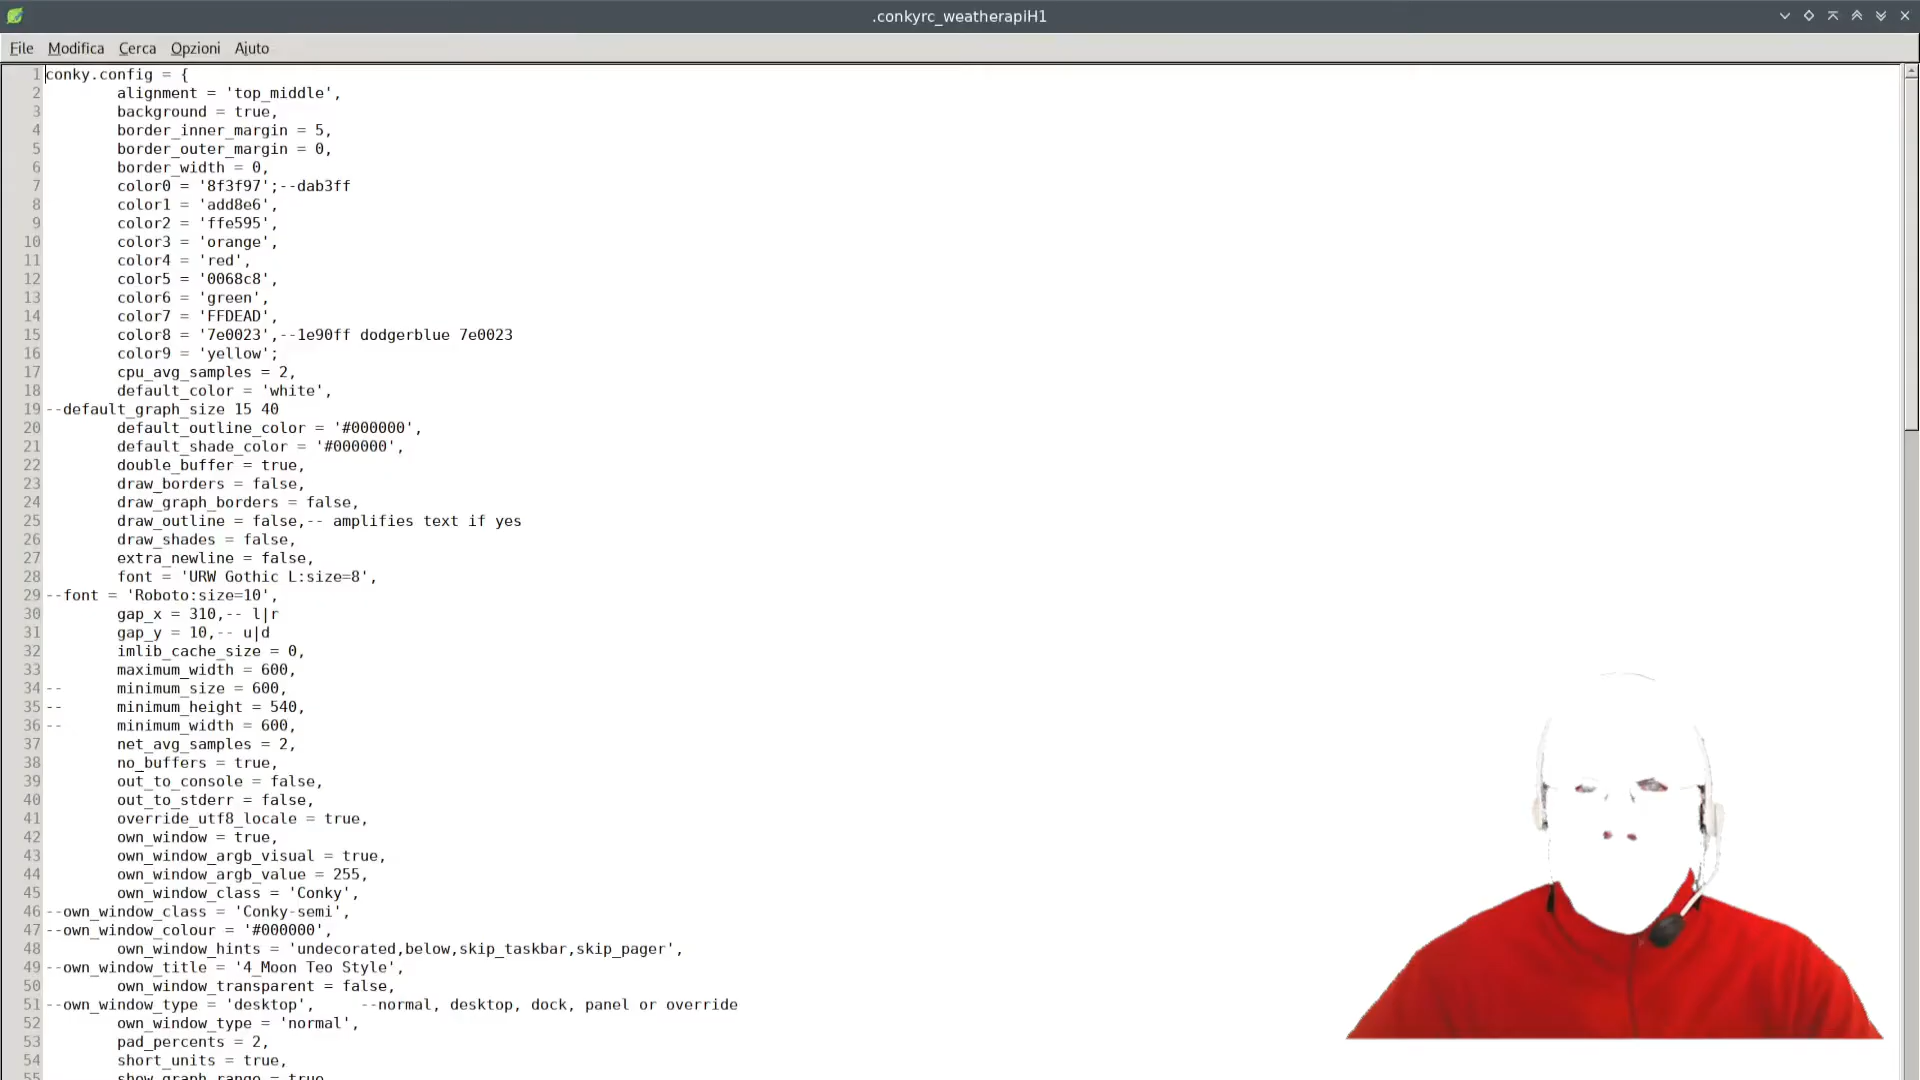 .conkyrc_weatherapiH1
File Modifica Cerca Opzioni Aiuto
1 conky.config = {
2 alignment = 'top_middle',
3 background = true,
4 border_inner_margin = 5,
5 border_outer_margin = 0,
6 border_width = 0,
7 color0 = '8f3f97';--dab3ff
8 color1 = 'add8e6',
9 color2 = 'ffe595',
10 color3 = 'orange',
11 color4 = 'red',
12 color5 = '0068c8',
13 color6 = 'green',
14 color7 = 'FFDEAD',
15 color8 = '7e0023',--1e90ff dodgerblue 7e0023
16 color9 = 'yellow';
17 cpu_avg_samples = 2,
18 default_color = 'white',
19 --default_graph_size 15 40
20 default_outline_color = '#000000',
21 default_shade_color = '#000000',
22 double_buffer = true,
23 draw_borders = false,
24 draw_graph_borders = false,
25 draw_outline = false,-- amplifies text if yes
26 draw_shades = false,
27 extra_newline = false,
28 font = 'URW Gothic L:size=8',
29 --font = 'Roboto:size=10',
30 gap_x = 310,-- l|r
31 gap_y = 10,-- u|d
32 imlib_cache_size = 0,
33 maximum_width = 600,
34 -- minimum_size = 600,
35 -- minimum_height = 540,
36 -- minimum_width = 600,
37 net_avg_samples = 2,
38 no_buffers = true,
39 out_to_console = false,
40 out_to_stderr = false,
41 override_utf8_locale = true,
42 own_window = true,
43 own_window_argb_visual = true,
44 own_window_argb_value = 255,
45 own_window_class = 'Conky',
46 --own_window_class = 'Conky-semi',
47 --own_window_colour = '#000000',
48 own_window_hints = 'undecorated,below,skip_taskbar,skip_pager',
49 --own_window_title = '4_Moon Teo Style',
50 own_window_transparent = false,
51 --own_window_type = 'desktop', --normal, desktop, dock, panel or override
52 own_window_type = 'normal',
53 pad_percents = 2,
54 short_units = true,
55 show_graph_range = true